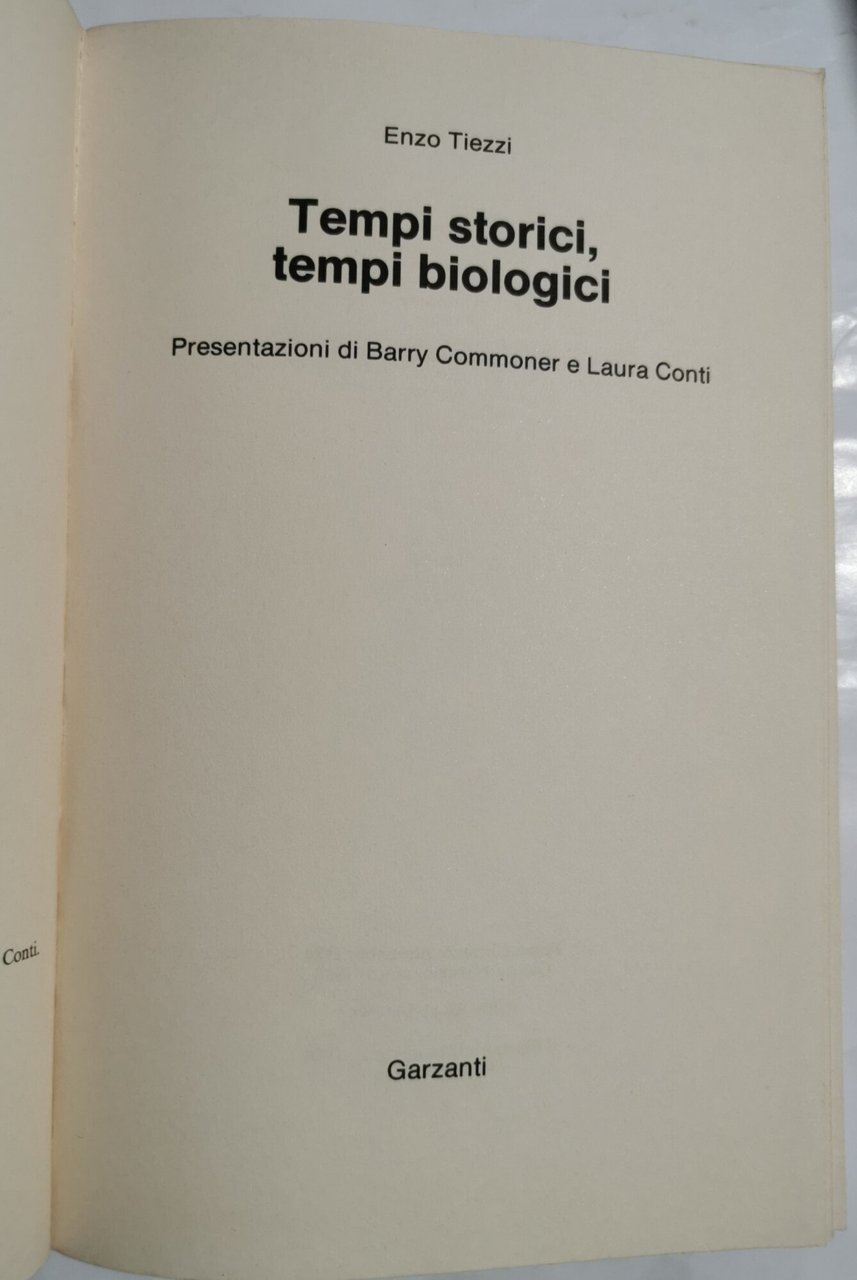 Enzo Tiezzi
Tempi storici,
tempi biologici
Presentazioni di Barry Commoner e Laura Conti
Conti.
Garzanti